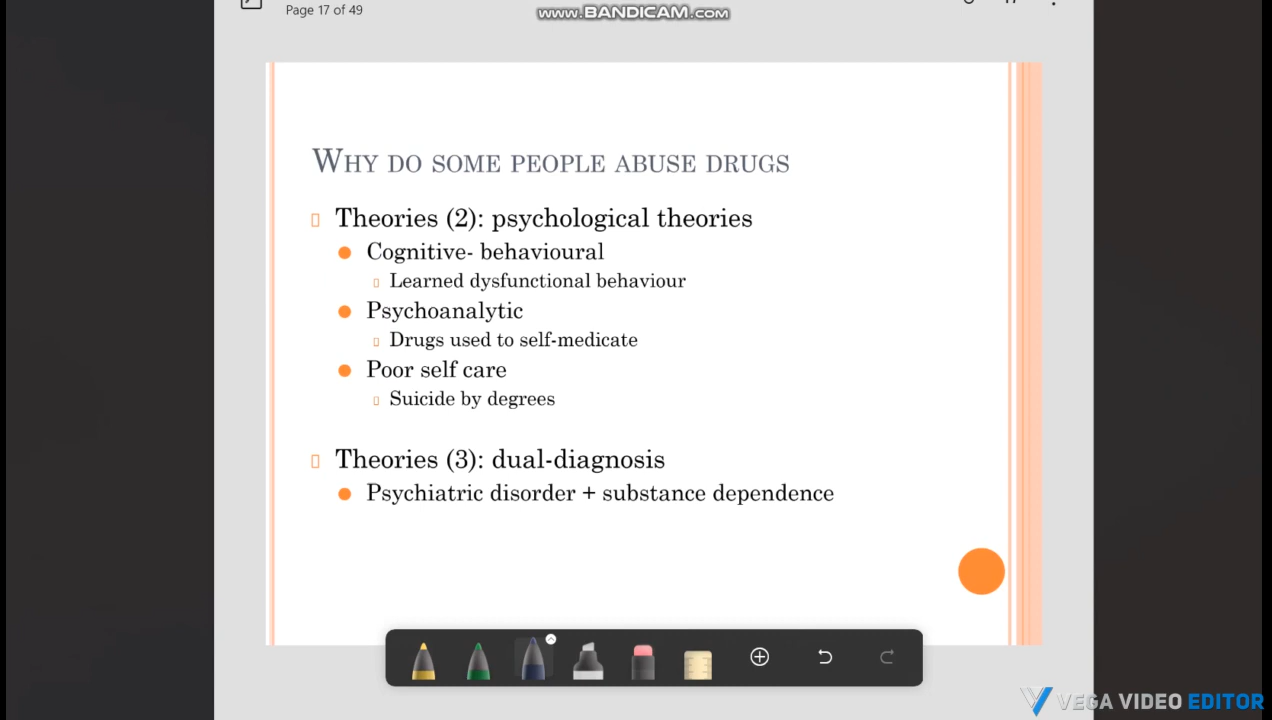 Page 17 of 49
www.BANDICAM.com
WHY DO SOME PEOPLE ABUSE DRUGS
Theories (2): psychological theories
Cognitive- behavioural
Learned dysfunctional behaviour
Psychoanalytic
Drugs used to self-medicate
Poor self care
Suicide by degrees
Theories (3): dual-diagnosis
Psychiatric disorder + substance dependence
VEGA VIDEO EDITOR